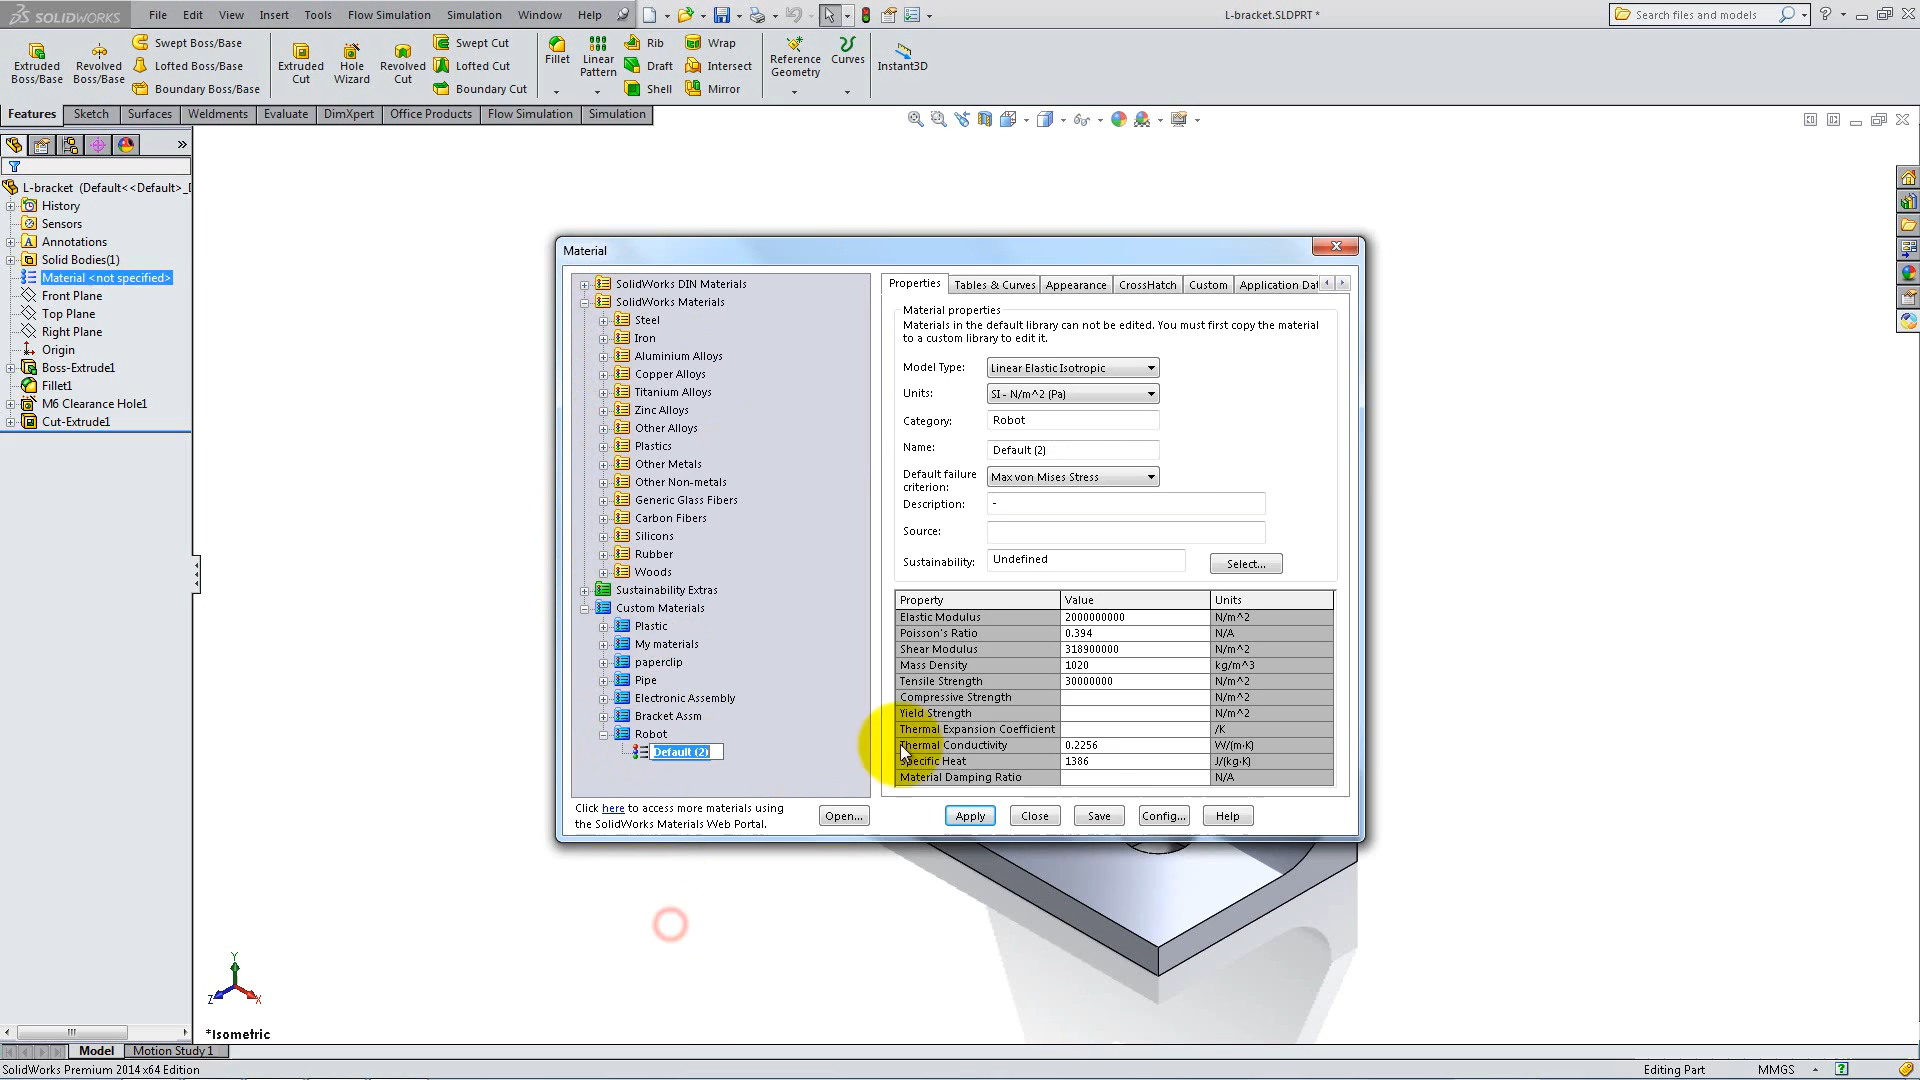 SOLIDWORKS File Edit View Insert Tools Flow Simulation Simulation Window Help L-bracket.SLDPRT * Search files and models
Extruded Boss/Base
Revolved Boss/Base
Swept Boss/Base
Lofted Boss/Base
Boundary Boss/Base
Extruded Cut
Hole Wizard
Revolved Cut
Swept Cut
Lofted Cut
Boundary Cut
Fillet
Linear Pattern
Rib
Draft
Shell
Wrap
Intersect
Mirror
Reference Geometry
Curves
Instant3D
Features Sketch Surfaces Weldments Evaluate DimXpert Office Products Flow Simulation Simulation
L-bracket (Default<<Default>_D
History
Sensors
Annotations
Solid Bodies(1)
Material <not specified>
Front Plane
Top Plane
Right Plane
Origin
Boss-Extrude1
Fillet1
M6 Clearance Hole1
Cut-Extrude1
Material
SolidWorks DIN Materials
SolidWorks Materials
Steel
Iron
Aluminium Alloys
Copper Alloys
Titanium Alloys
Zinc Alloys
Other Alloys
Plastics
Other Metals
Other Non-metals
Generic Glass Fibers
Carbon Fibers
Silicons
Rubber
Woods
Sustainability Extras
Custom Materials
Plastic
My materials
paperclip
Pipe
Electronic Assembly
Bracket Assm
Robot
Default (2)
Click here to access more materials using
the SolidWorks Materials Web Portal.
Open...
Properties Tables & Curves Appearance CrossHatch Custom Application Dat
Material properties
Materials in the default library can not be edited. You must first copy the material
to a custom library to edit it.
Model Type: Linear Elastic Isotropic
Units: SI - N/m^2 (Pa)
Category: Robot
Name: Default (2)
Default failure criterion: Max von Mises Stress
Description: -
Source:
Sustainability: Undefined Select...
Property Value Units
Elastic Modulus 2000000000 N/m^2
Poisson's Ratio 0.394 N/A
Shear Modulus 318900000 N/m^2
Mass Density 1020 kg/m^3
Tensile Strength 30000000 N/m^2
Compressive Strength N/m^2
Yield Strength N/m^2
Thermal Expansion Coefficient /K
Thermal Conductivity 0.2256 W/(m·K)
Specific Heat 1386 J/(kg·K)
Material Damping Ratio N/A
Apply Close Save Config... Help
Y
Z
X
*Isometric
Model Motion Study 1
SolidWorks Premium 2014 x64 Edition Editing Part MMGS